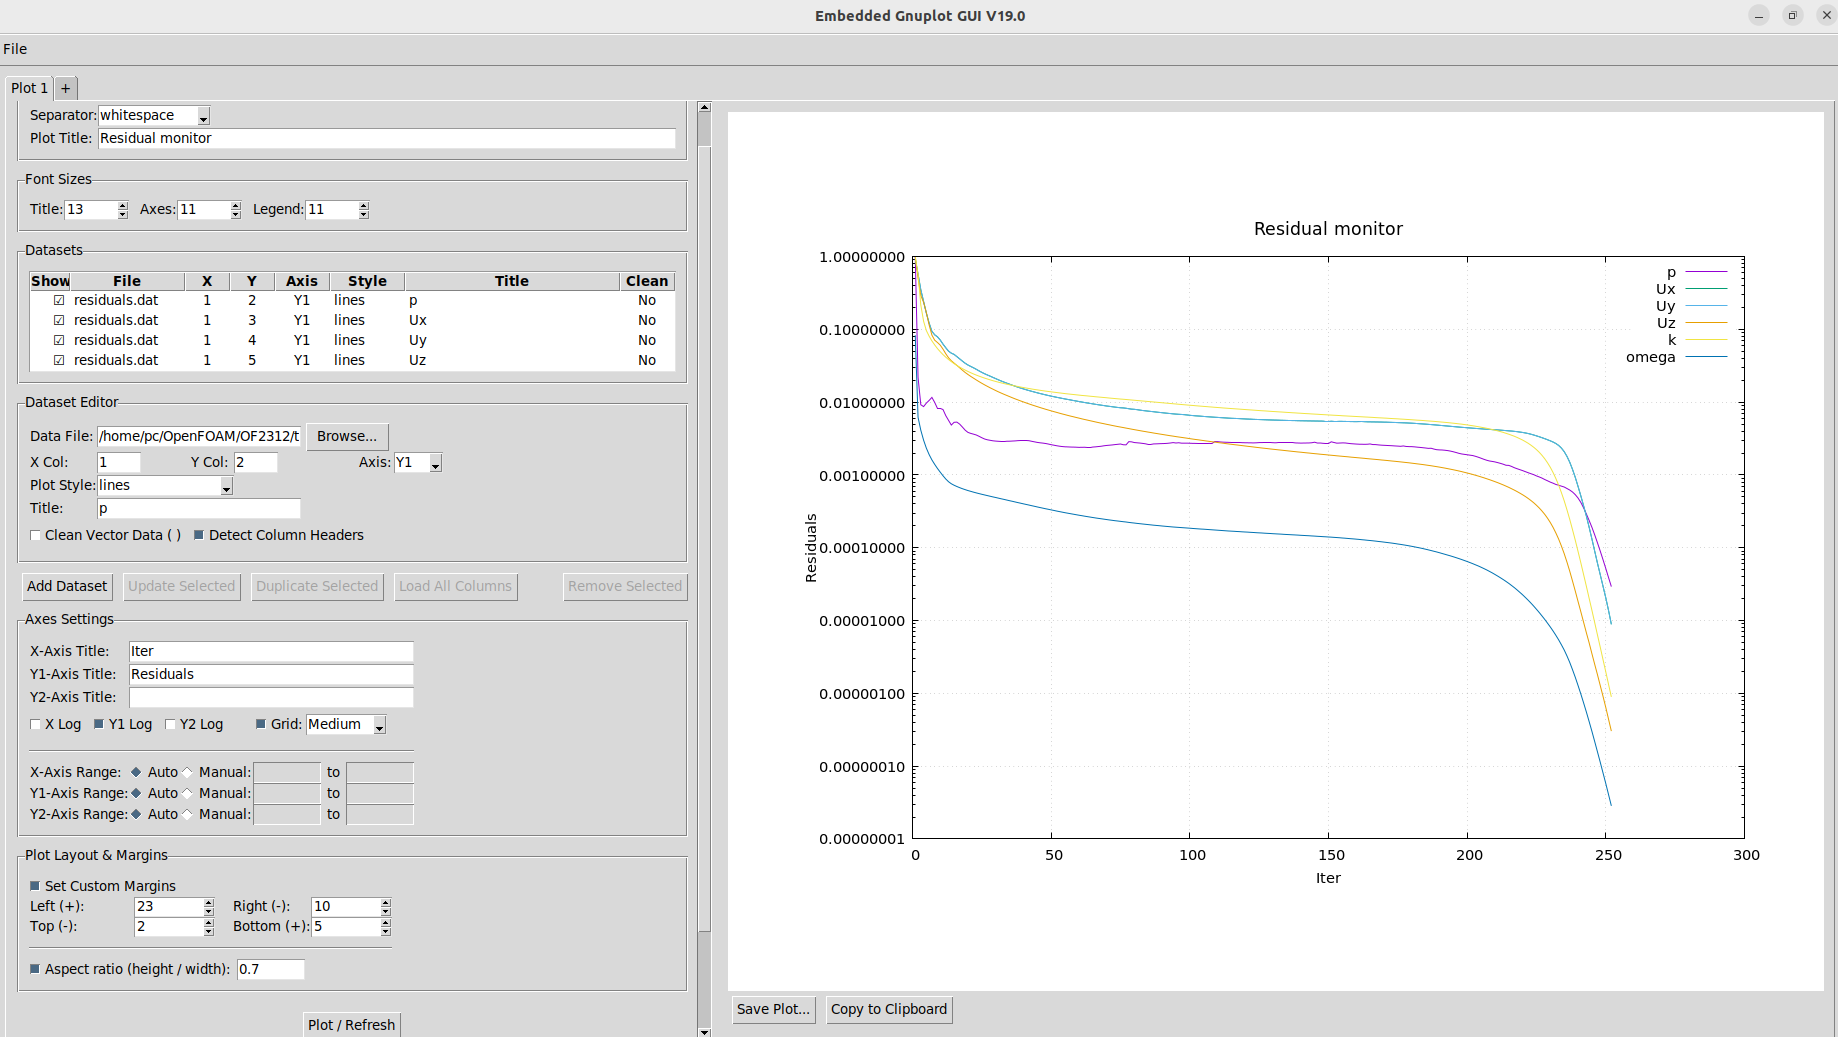 Embedded Gnuplot GUI V19.0
File
Plot 1 +
Separator: whitespace
Plot Title: Residual monitor
Font Sizes
Title: 13 Axes: 11 Legend: 11
Datasets
Show File X Y Axis Style Title Clean
residuals.dat 1 2 Y1 lines p No
residuals.dat 1 3 Y1 lines Ux No
residuals.dat 1 4 Y1 lines Uy No
residuals.dat 1 5 Y1 lines Uz No
Dataset Editor
Data File: /home/pc/OpenFOAM/OF2312/t Browse...
X Col: 1 Y Col: 2 Axis: Y1
Plot Style: lines
Title: p
Clean Vector Data ( ) Detect Column Headers
Add Dataset Update Selected Duplicate Selected Load All Columns Remove Selected
Axes Settings
X-Axis Title: Iter
Y1-Axis Title: Residuals
Y2-Axis Title:
X Log Y1 Log Y2 Log Grid: Medium
X-Axis Range: Auto Manual: to
Y1-Axis Range: Auto Manual: to
Y2-Axis Range: Auto Manual: to
Plot Layout & Margins
Set Custom Margins
Left (+): 23 Right (-): 10
Top (-): 2 Bottom (+): 5
Aspect ratio (height / width): 0.7
Plot / Refresh
Residual monitor
1.00000000
0.10000000
0.01000000
0.00100000
0.00010000
0.00001000
0.00000100
0.00000010
0.00000001
Residuals
p
Ux
Uy
Uz
k
omega
0 50 100 150 200 250 300
Iter
Save Plot... Copy to Clipboard